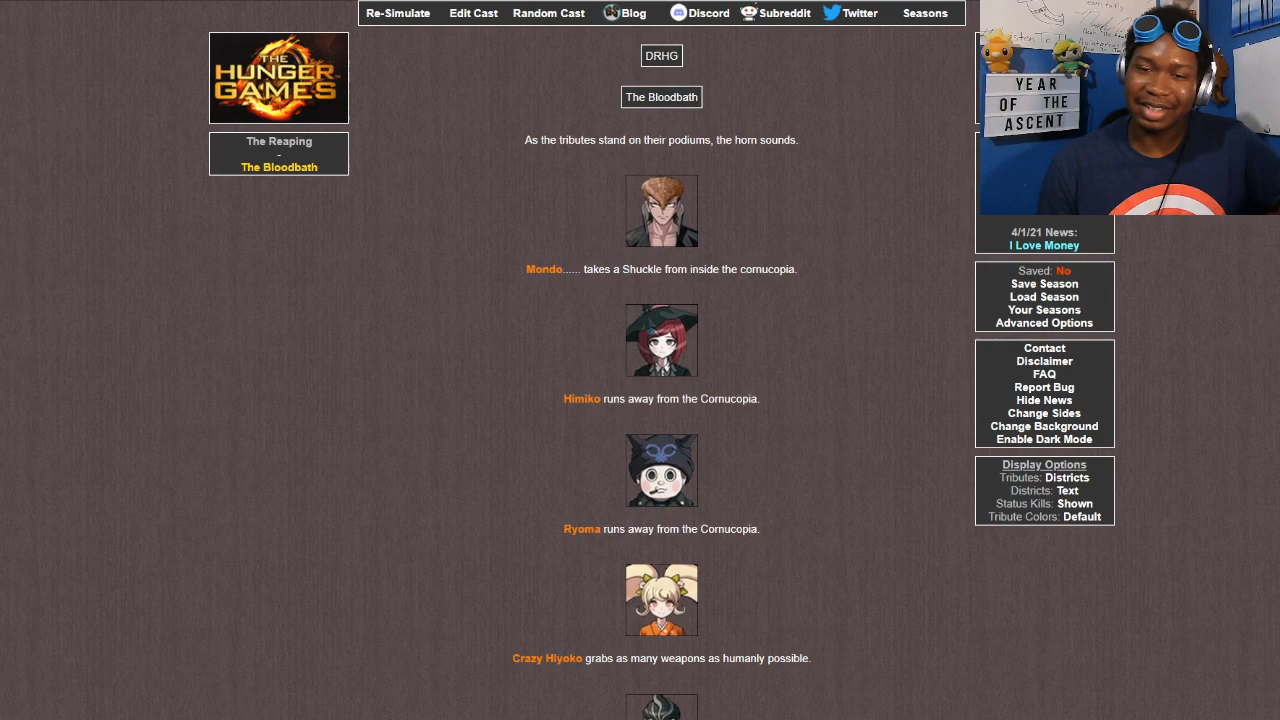 Re-Simulate Edit Cast Random Cast Blog Discord Subreddit Twitter Seasons
THE
HUNGER
GAMES
The Reaping
-
The Bloodbath
DRHG
The Bloodbath
As the tributes stand on their podiums, the horn sounds.
Mondo...... takes a Shuckle from inside the cornucopia.
Himiko runs away from the Cornucopia.
Ryoma runs away from the Cornucopia.
Crazy Hiyoko grabs as many weapons as humanly possible.
YEAR
OF THE
ASCENT
4/1/21 News:
I Love Money
Saved: No
Save Season
Load Season
Your Seasons
Advanced Options
Contact
Disclaimer
FAQ
Report Bug
Hide News
Change Sides
Change Background
Enable Dark Mode
Display Options
Tributes: Districts
Districts: Text
Status Kills: Shown
Tribute Colors: Default